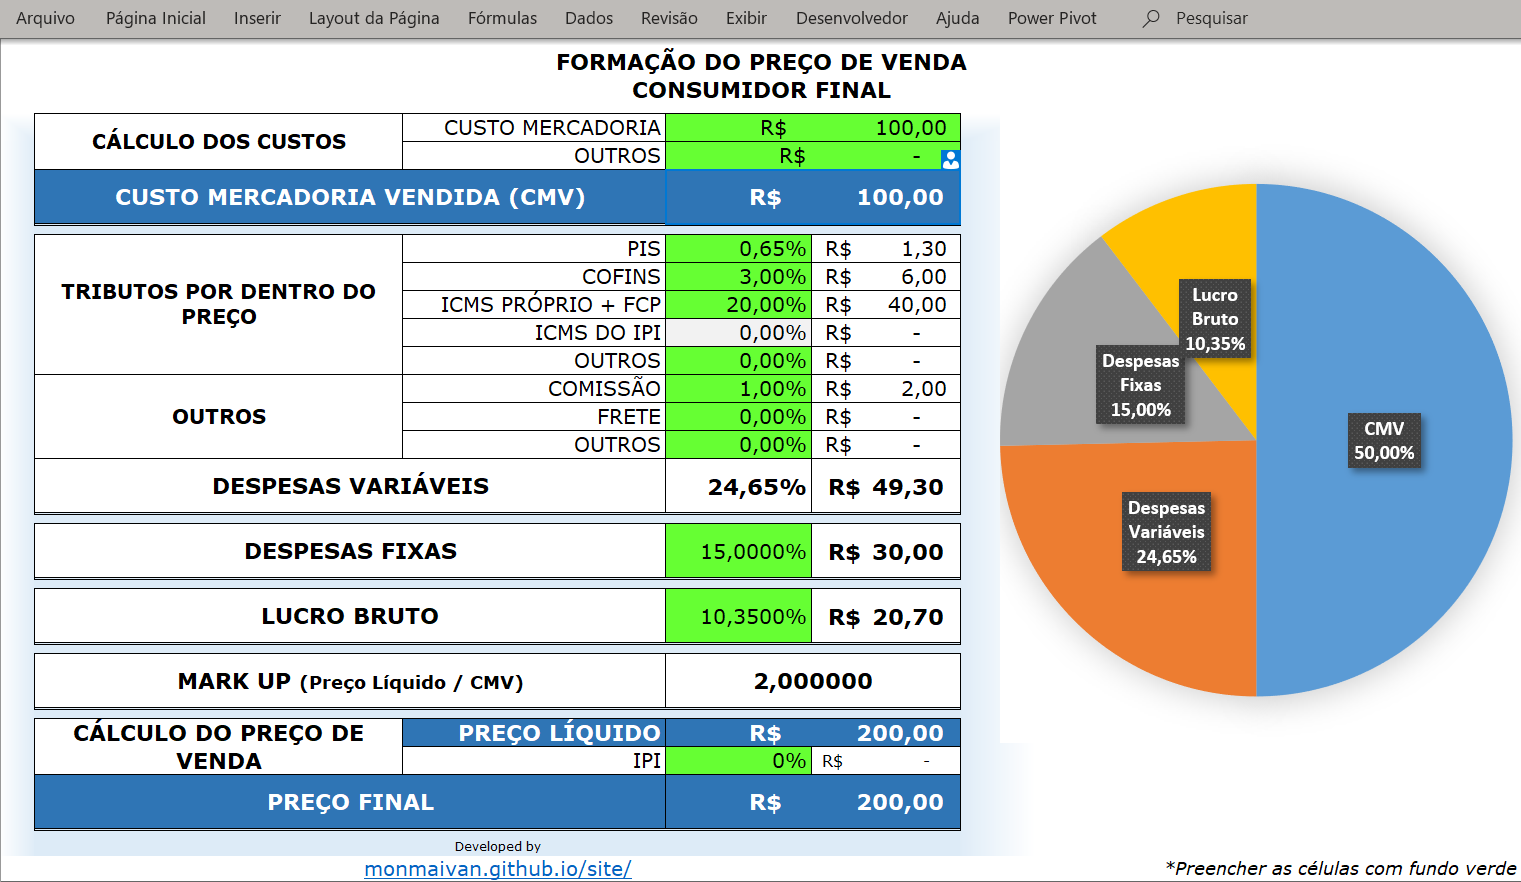 Arquivo Página Inicial Inserir Layout da Página Fórmulas Dados Revisão Exibir Desenvolvedor Ajuda Power Pivot Pesquisar
FORMAÇÃO DO PREÇO DE VENDA
CONSUMIDOR FINAL
CÁLCULO DOS CUSTOS
CUSTO MERCADORIA R$ 100,00
OUTROS R$ -
CUSTO MERCADORIA VENDIDA (CMV) R$ 100,00
TRIBUTOS POR DENTRO DO
PREÇO
PIS 0,65% R$ 1,30
COFINS 3,00% R$ 6,00
ICMS PRÓPRIO + FCP 20,00% R$ 40,00
ICMS DO IPI 0,00% R$ -
OUTROS 0,00% R$ -
OUTROS
COMISSÃO 1,00% R$ 2,00
FRETE 0,00% R$ -
OUTROS 0,00% R$ -
DESPESAS VARIÁVEIS 24,65% R$ 49,30
DESPESAS FIXAS 15,0000% R$ 30,00
LUCRO BRUTO 10,3500% R$ 20,70
MARK UP (Preço Líquido / CMV) 2,000000
CÁLCULO DO PREÇO DE
VENDA
PREÇO LÍQUIDO R$ 200,00
IPI 0% R$ -
PREÇO FINAL R$ 200,00
Developed by
monmaivan.github.io/site/
Lucro
Bruto
10,35%
Despesas
Fixas
15,00%
CMV
50,00%
Despesas
Variáveis
24,65%
*Preencher as células com fundo verde